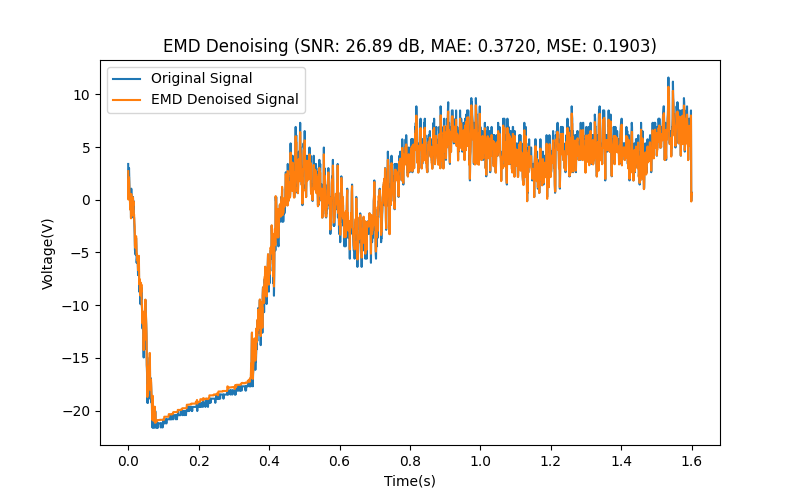 EMD Denoising (SNR: 26.89 dB, MAE: 0.3720, MSE: 0.1903)
Original Signal
EMD Denoised Signal
10
5
0
−5
−10
−15
−20
Voltage(V)
0.0 0.2 0.4 0.6 0.8 1.0 1.2 1.4 1.6
Time(s)